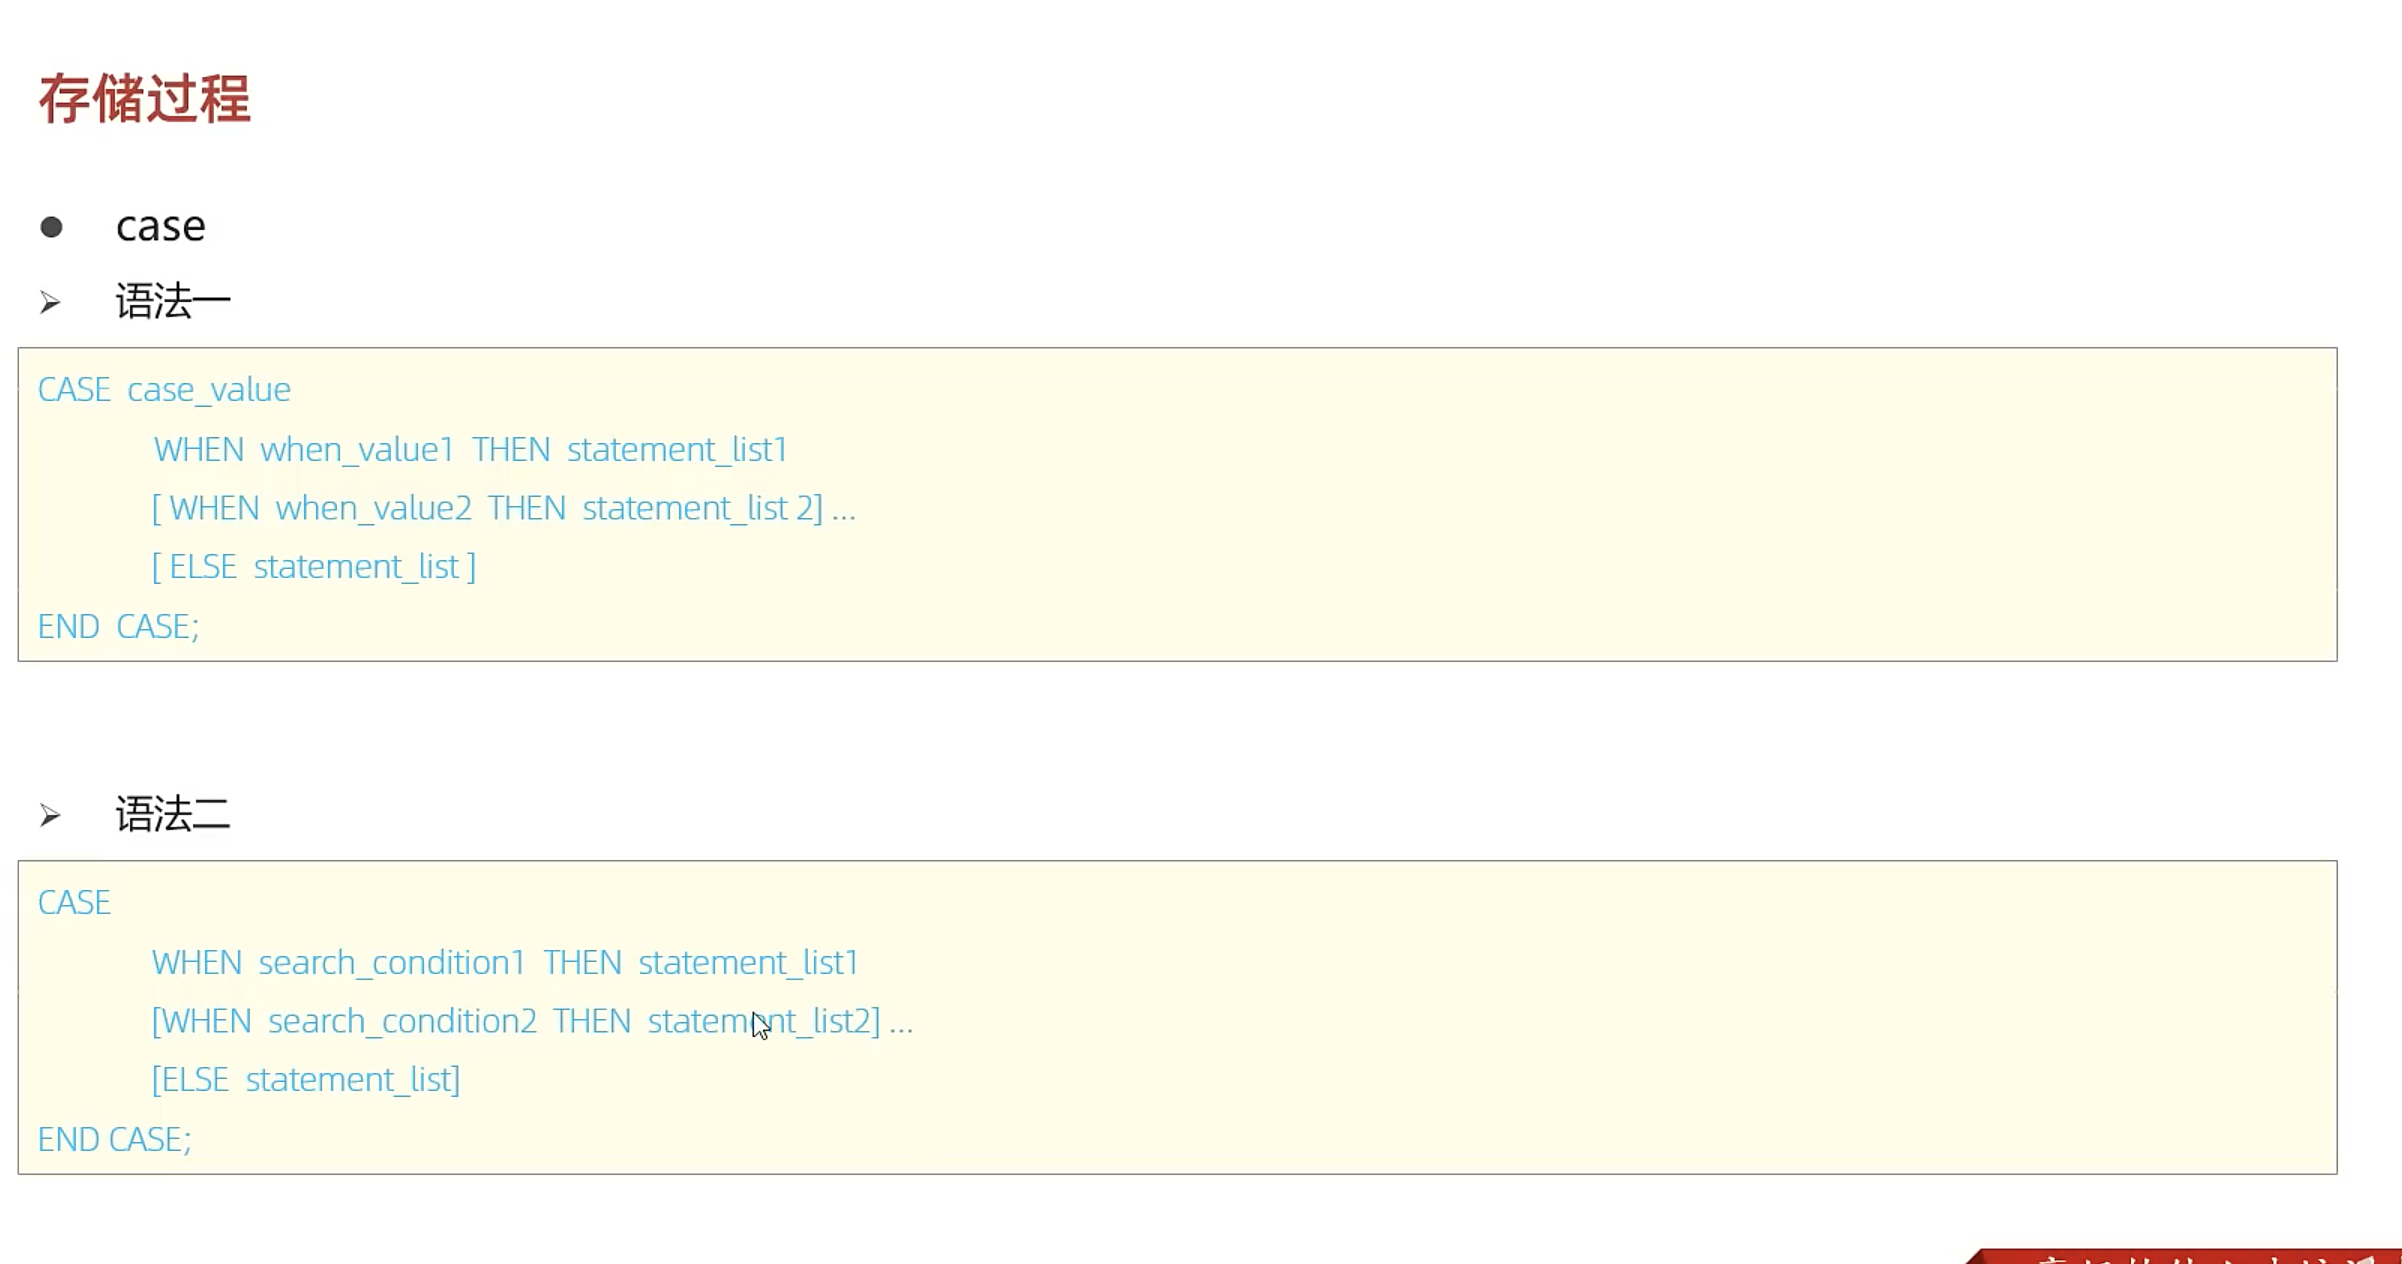 存储过程
case
语法一
CASE case_value
WHEN when_value1 THEN statement_list1
[ WHEN when_value2 THEN statement_list 2] ...
[ ELSE statement_list ]
END CASE;
语法二
CASE
WHEN search_condition1 THEN statement_list1
[WHEN search_condition2 THEN statement_list2] ...
[ELSE statement_list]
END CASE;